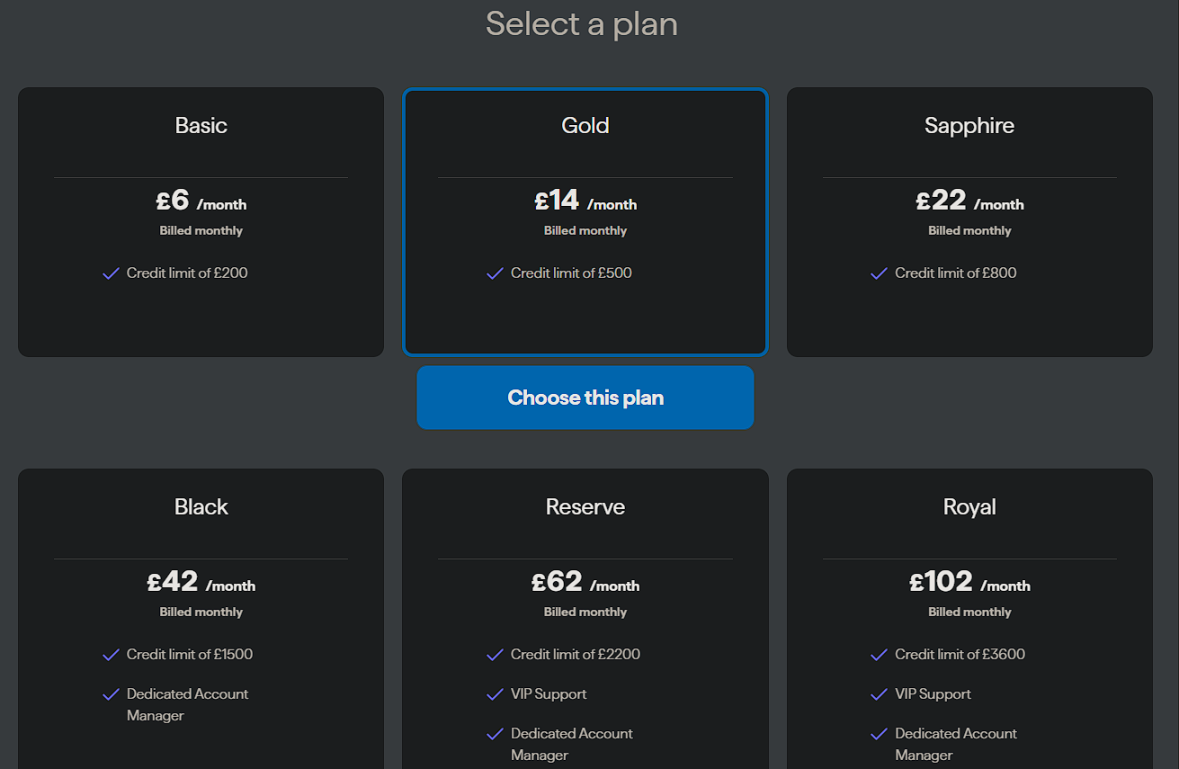 Select a plan
Basic
£6 /month
Billed monthly
Credit limit of £200
Gold
£14 /month
Billed monthly
Credit limit of £500
Sapphire
£22 /month
Billed monthly
Credit limit of £800
Choose this plan
Black
£42 /month
Billed monthly
Credit limit of £1500
Dedicated Account
Manager
Reserve
£62 /month
Billed monthly
Credit limit of £2200
VIP Support
Dedicated Account
Manager
Royal
£102 /month
Billed monthly
Credit limit of £3600
VIP Support
Dedicated Account
Manager